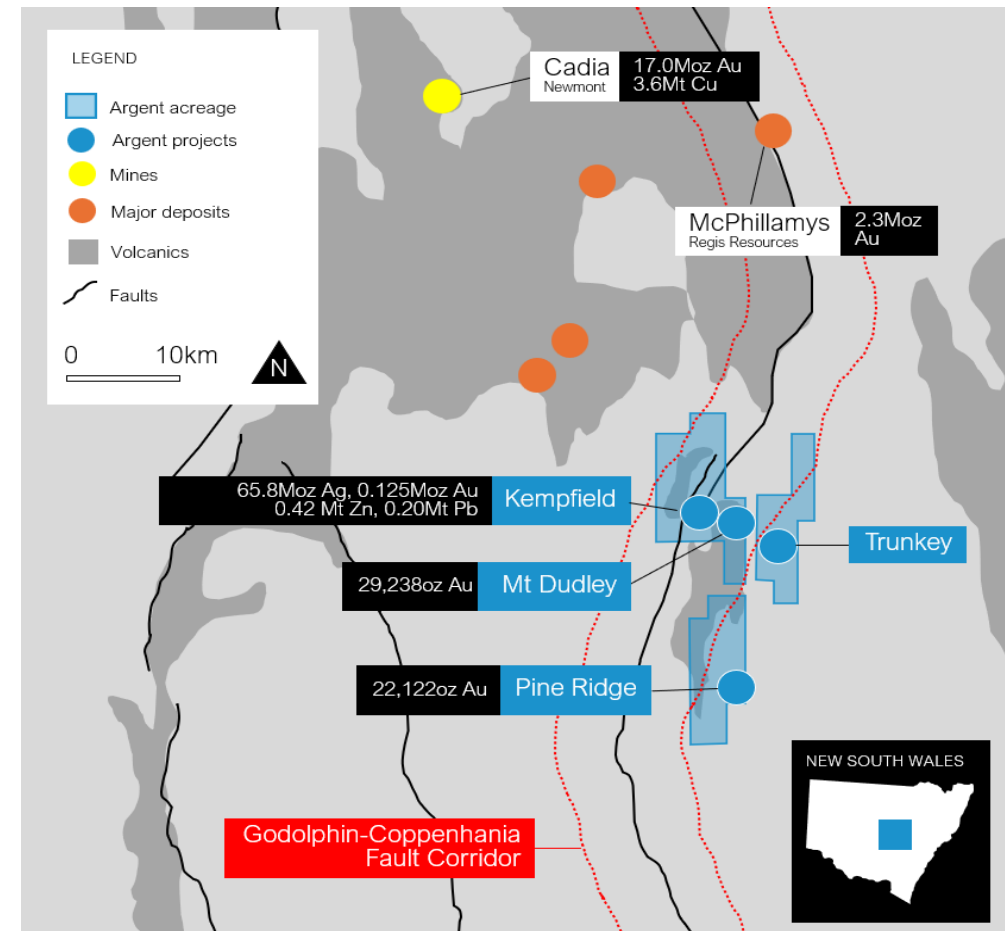 LEGEND
Argent acreage
Argent projects
Mines
Major deposits
Volcanics
Faults
0 10km
N
Cadia
Newmont
17.0Moz Au
3.6Mt Cu
McPhillamys
Regis Resources
2.3Moz
Au
65.8Moz Ag, 0.125Moz Au
0.42 Mt Zn, 0.20Mt Pb
Kempfield
Trunkey
29,238oz Au
Mt Dudley
22,122oz Au
Pine Ridge
Godolphin-Coppenhania
Fault Corridor
NEW SOUTH WALES